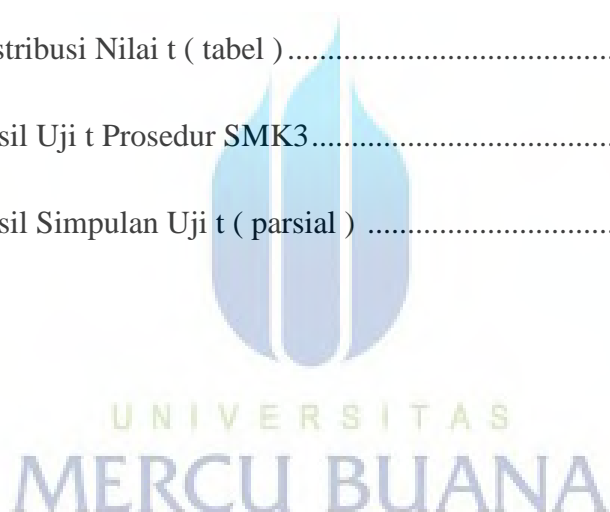 stribusi Nilai t ( tabel ) ......................................
sil Uji t Prosedur SMK3 ...................................
sil Simpulan Uji t ( parsial ) .............................
UNIVERSITAS
MERCU BUANA